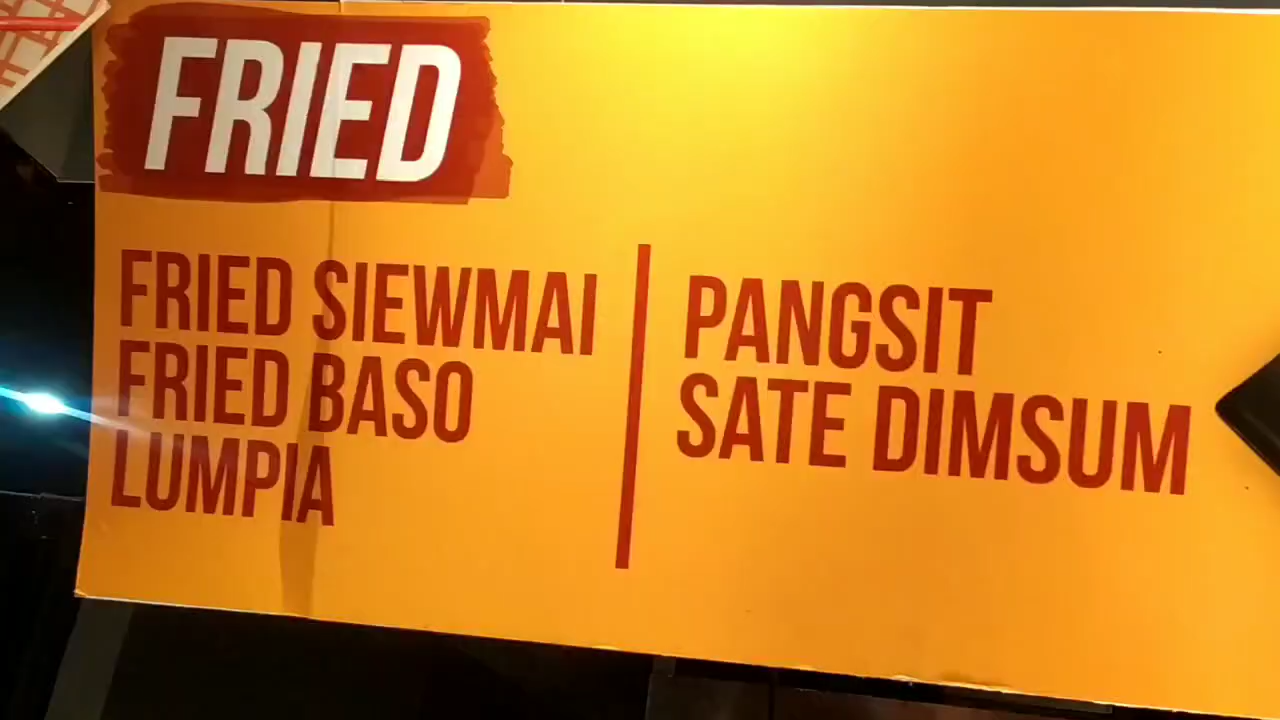 FRIED
FRIED SIEWMAI
FRIED BASO
LUMPIA
PANGSIT
SATE DIMSUM